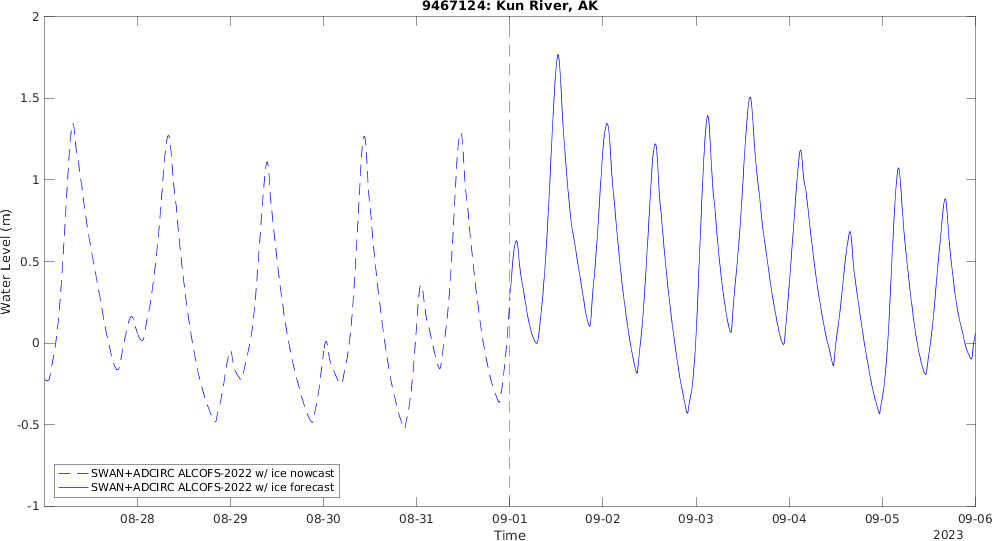 9467124: Kun River, AK
2
1.5
1
0.5
0
-0.5
-1
Water Level (m)
SWAN+ADCIRC ALCOFS-2022 w/ ice nowcast
SWAN+ADCIRC ALCOFS-2022 w/ ice forecast
08-28 08-29 08-30 08-31 09-01 09-02 09-03 09-04 09-05 09-06
Time
2023